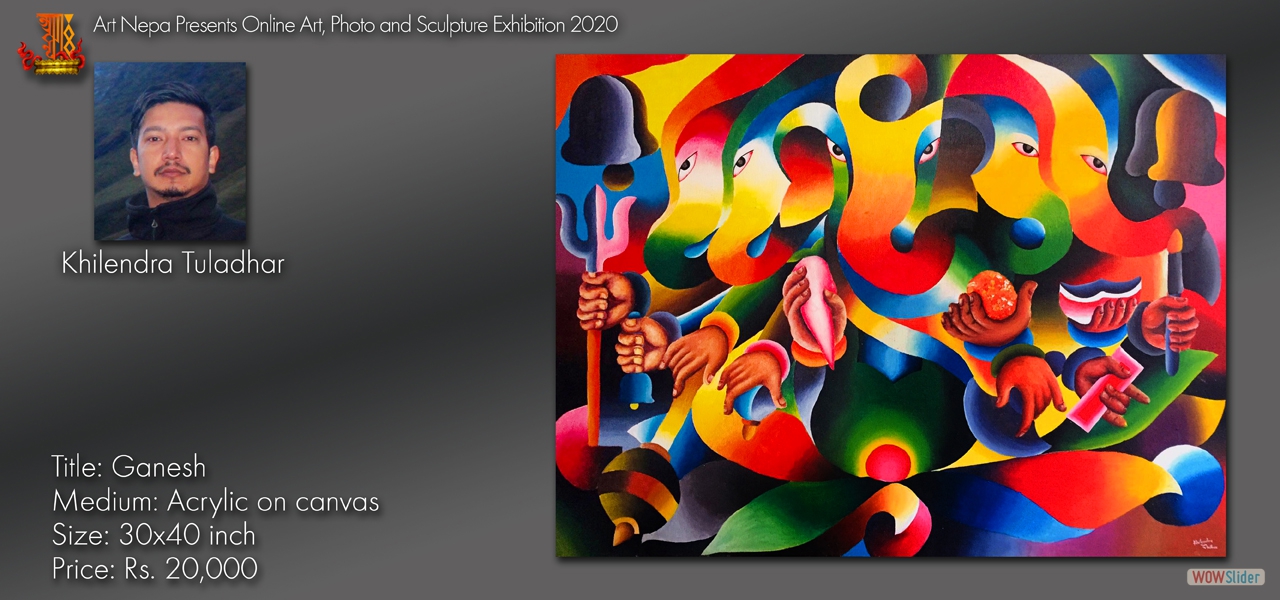 Art Nepa Presents Online Art, Photo and Sculpture Exhibition 2020
Khilendra Tuladhar
Title: Ganesh
Medium: Acrylic on canvas
Size: 30x40 inch
Price: Rs. 20,000
WOWSlider